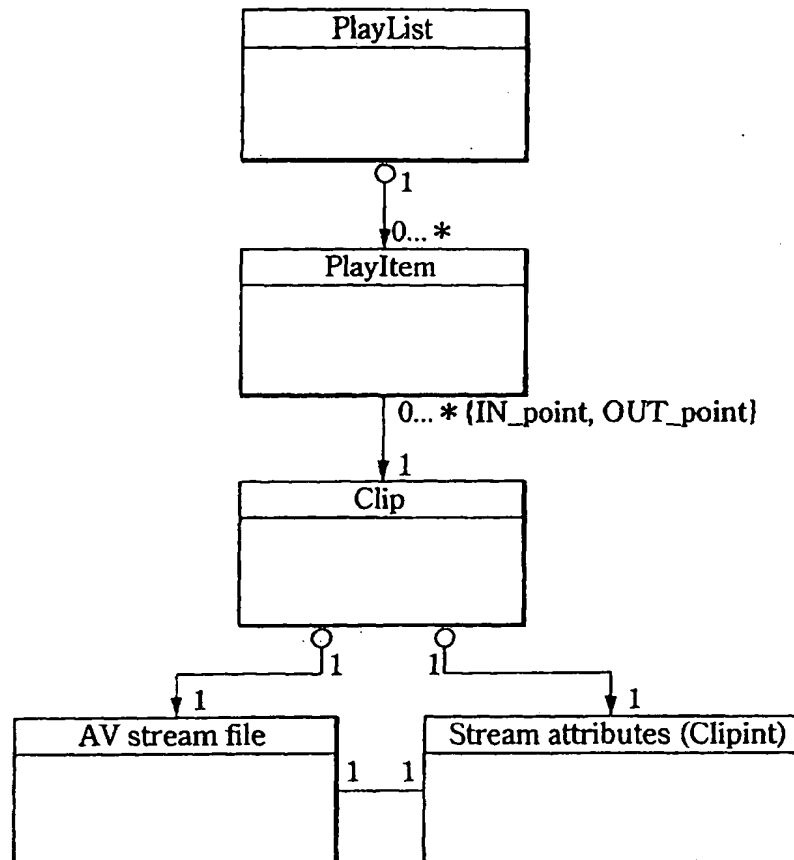 PlayList
1
0... *
PlayItem
0... * {IN_point, OUT_point}
1
Clip
1 1
1 1
AV stream file Stream attributes (Clipint)
1 1